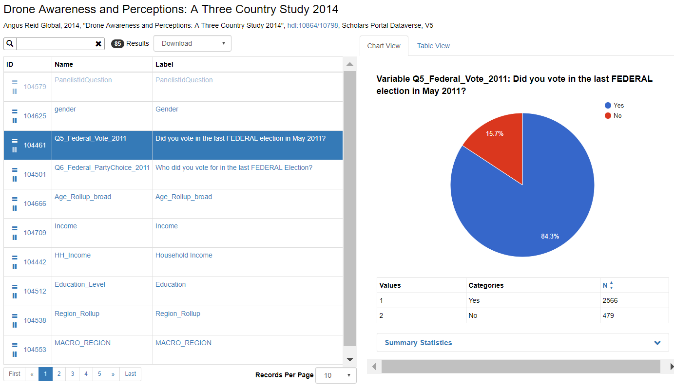 Drone Awareness and Perceptions: A Three Country Study 2014
Angus Reid Global, 2014, "Drone Awareness and Perceptions: A Three Country Study 2014", hdl:10864/10798. Scholars Portal Dataverse, V5
85 Results Download
Chart View Table View
ID Name Label
104579 PanelistIdQuestion PanelistIdQuestion
104625 gender Gender
104461 Q5_Federal_Vote_2011 Did you vote in the last FEDERAL election in May 2011?
104501 Q6_Federal_PartyChoice_2011 Who did you vote for in the last FEDERAL Election?
104666 Age_Rollup_broad Age_Rollup_broad
104709 Income Income
104442 HH_Income Household Income
104512 Education_Level Education
104538 Region_Rollup Region_Rollup
104553 MACRO_REGION MACRO_REGION
First « 1 2 3 4 5 » Last
Records Per Page 10
Variable Q5_Federal_Vote_2011: Did you vote in the last FEDERAL
election in May 2011?
Yes
No
15.7%
84.3%
Values Categories N
1 Yes 2566
2 No 479
Summary Statistics